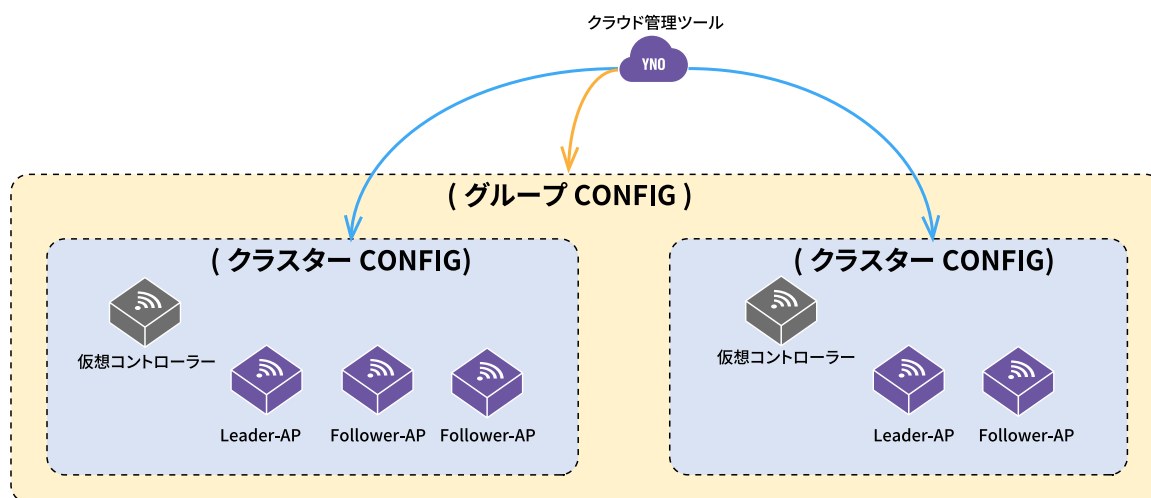 クラウド管理ツール
YNO
( グループ CONFIG )
( クラスター CONFIG)
仮想コントローラー
Leader-AP
Follower-AP
Follower-AP
( クラスター CONFIG)
仮想コントローラー
Leader-AP
Follower-AP